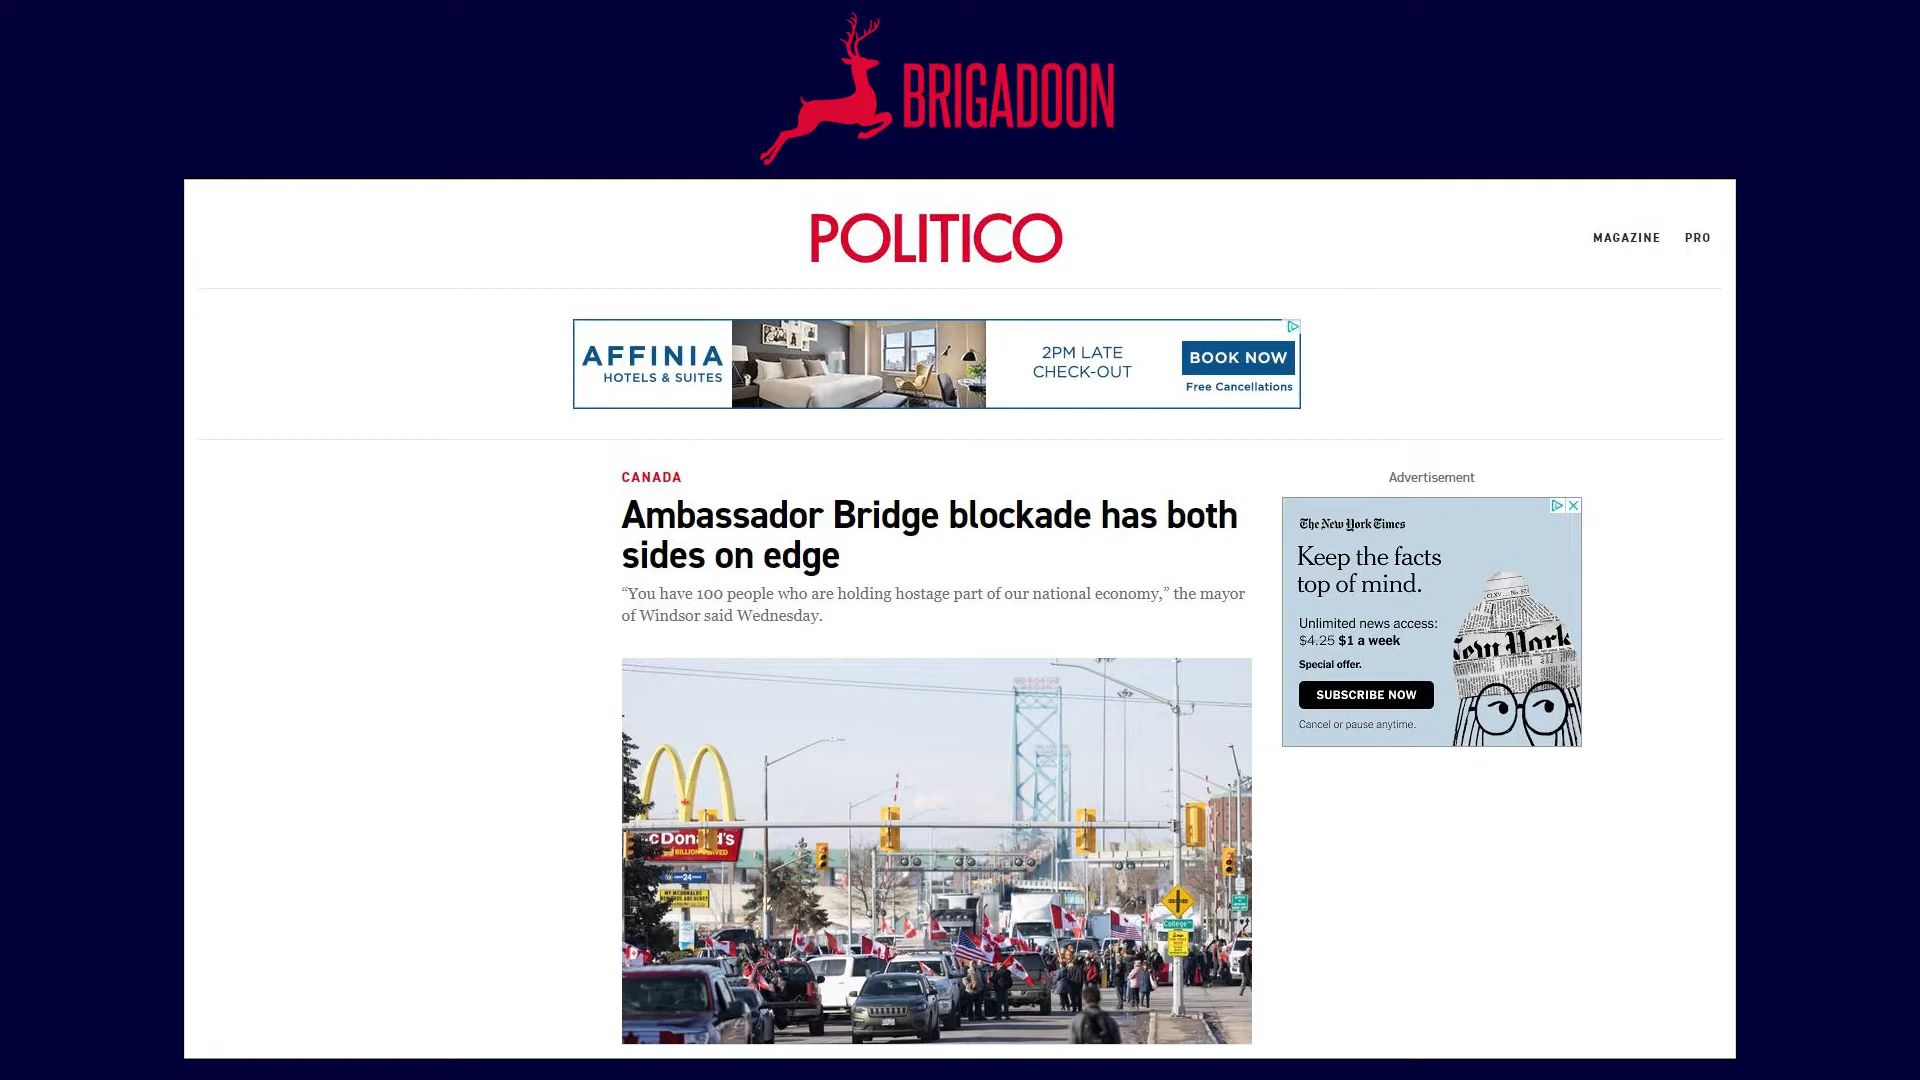 BRIGADOON
POLITICO
MAGAZINE PRO
AFFINIA
HOTELS & SUITES
2PM LATE
CHECK-OUT
BOOK NOW
Free Cancellations
CANADA
Ambassador Bridge blockade has both
sides on edge
“You have 100 people who are holding hostage part of our national economy,” the mayor
of Windsor said Wednesday.
Advertisement
The New York Times
Keep the facts
top of mind.
Unlimited news access:
$4.25 $1 a week
Special offer.
SUBSCRIBE NOW
Cancel or pause anytime.
cDonald's
24
College